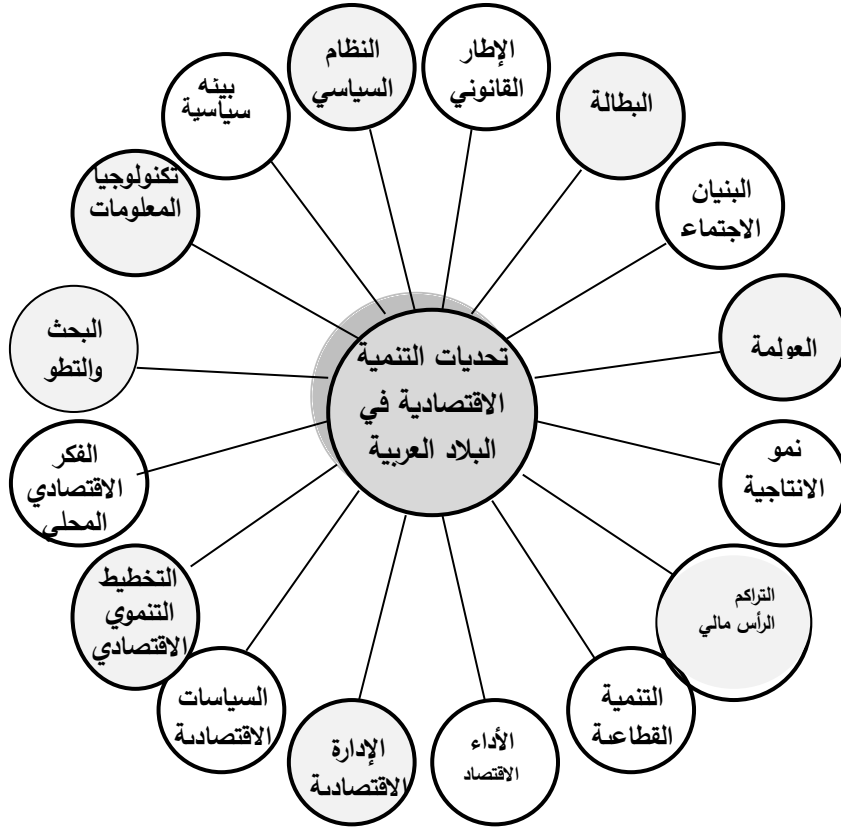 تحديات التنمية
الاقتصادية في
البلاد العربية
الإطار
القانوني
البطالة
البنيان
الاجتماع
العولمة
نمو
الانتاجية
التراكم
الرأس مالي
التنمية
القطاعية
الأداء
الاقتصاد
الإدارة
الاقتصادية
السياسات
الاقتصادية
التخطيط
التنموي
الاقتصادي
الفكر
الاقتصادي
المحلي
البحث
والتطو
تكنولوجيا
المعلومات
بيئه
سياسية
النظام
السياسي